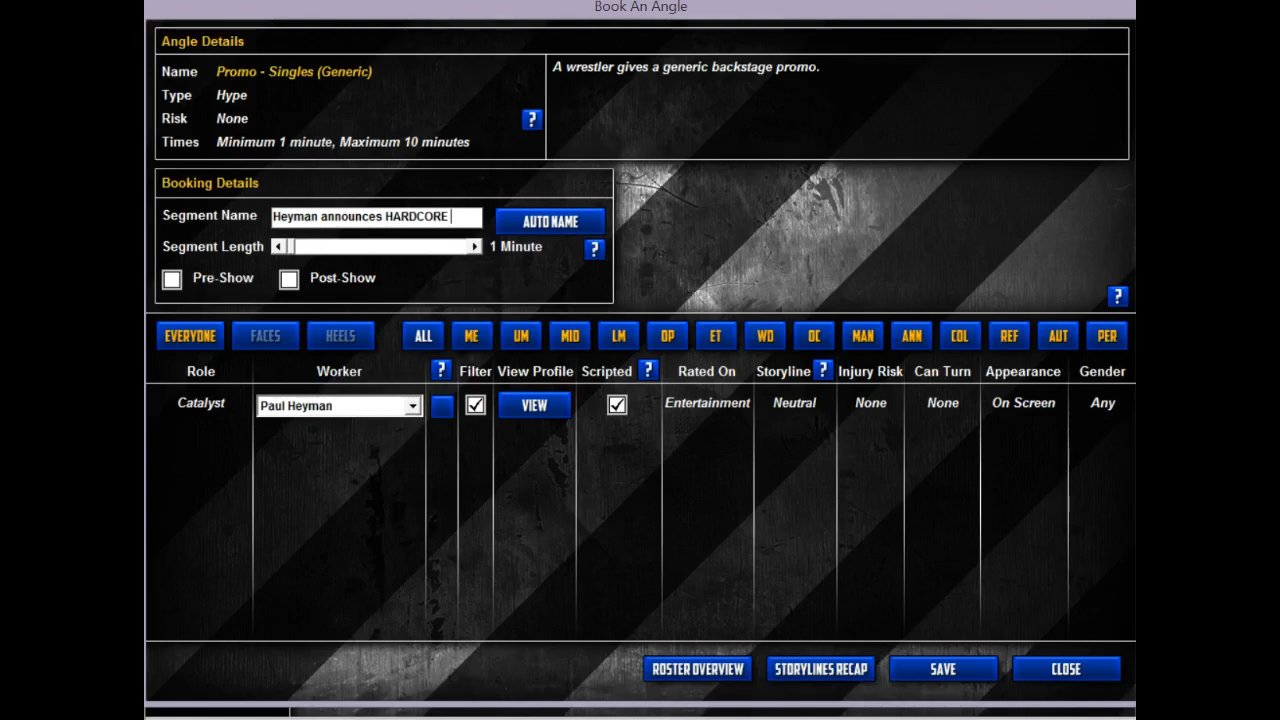 Book An Angle
Angle Details
Name Promo - Singles (Generic)
Type Hype
Risk None
?
Times Minimum 1 minute, Maximum 10 minutes
A wrestler gives a generic backstage promo.
Booking Details
Segment Name Heyman announces HARDCORE AUTO NAME
Segment Length 1 Minute ?
Pre-Show Post-Show
?
EVERYONE FACES HEELS ALL ME UM MID LM OP ET WO OC MAN ANN COL REF AUT PER
Role Worker ? Filter View Profile Scripted ? Rated On Storyline ? Injury Risk Can Turn Appearance Gender
Catalyst Paul Heyman VIEW Entertainment Neutral None None On Screen Any
ROSTER OVERVIEW STORYLINES RECAP SAVE CLOSE